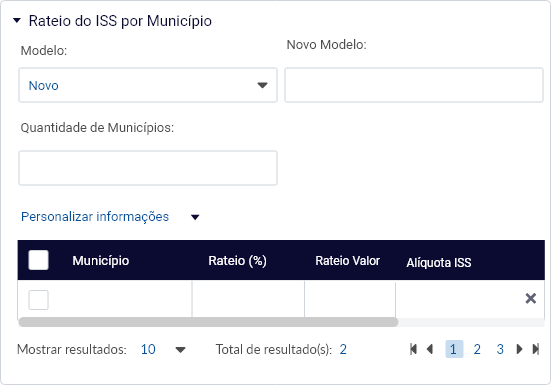 Rateio do ISS por Município
Modelo:
Novo Modelo:
Novo
Quantidade de Municípios:
Personalizar informações
Município Rateio (%) Rateio Valor Alíquota ISS
Mostrar resultados: 10 Total de resultado(s): 2 1 2 3